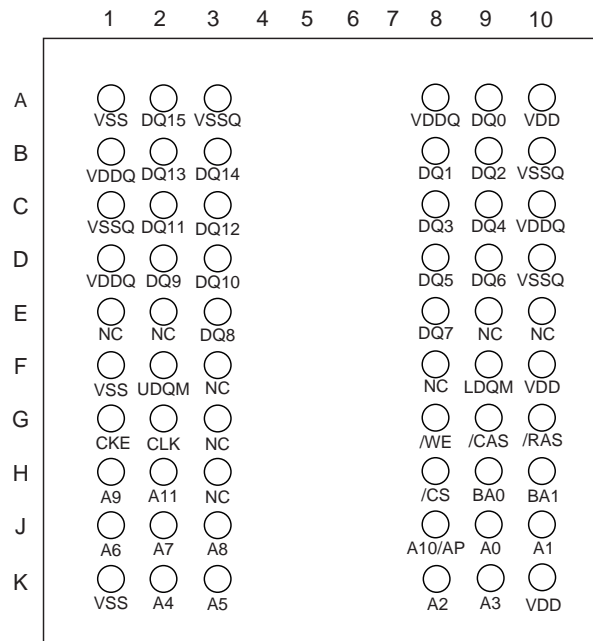 1 2 3 4 5 6 7 8 9 10
A
VSS DQ15 VSSQ VDDQ DQ0 VDD
B
VDDQ DQ13 DQ14 DQ1 DQ2 VSSQ
C
VSSQ DQ11 DQ12 DQ3 DQ4 VDDQ
D
VDDQ DQ9 DQ10 DQ5 DQ6 VSSQ
E
NC NC DQ8 DQ7 NC NC
F
VSS UDQM NC NC LDQM VDD
G
CKE CLK NC /WE /CAS /RAS
H
A9 A11 NC /CS BA0 BA1
J
A6 A7 A8 A10/AP A0 A1
K
VSS A4 A5 A2 A3 VDD